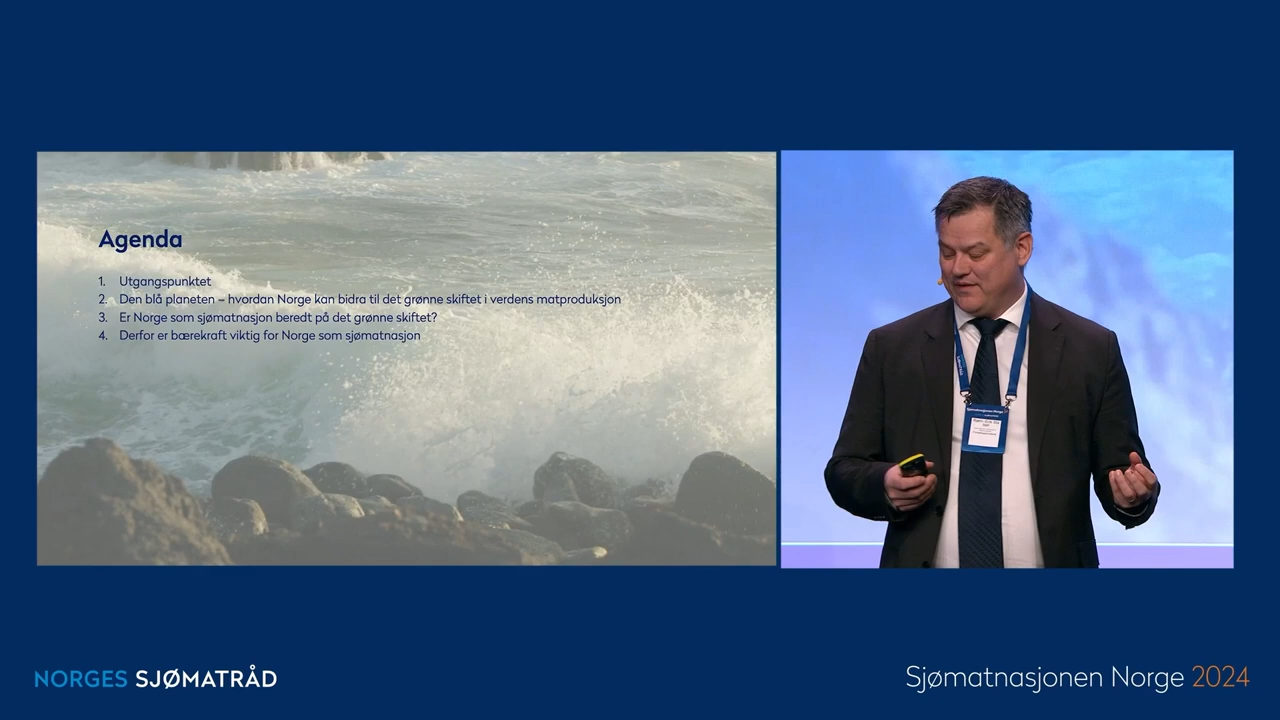 Agenda
1. Utgangspunktet
2. Den blå planeten – hvordan Norge kan bidra til det grønne skiftet i verdens matproduksjon
3. Er Norge som sjømatnasjon beredt på det grønne skiftet?
4. Derfor er bærekraft viktig for Norge som sjømatnasjon
Sjømatnasjonen Norge
NORGES SJØMATRÅD
Sjømatnasjonen Norge 2024